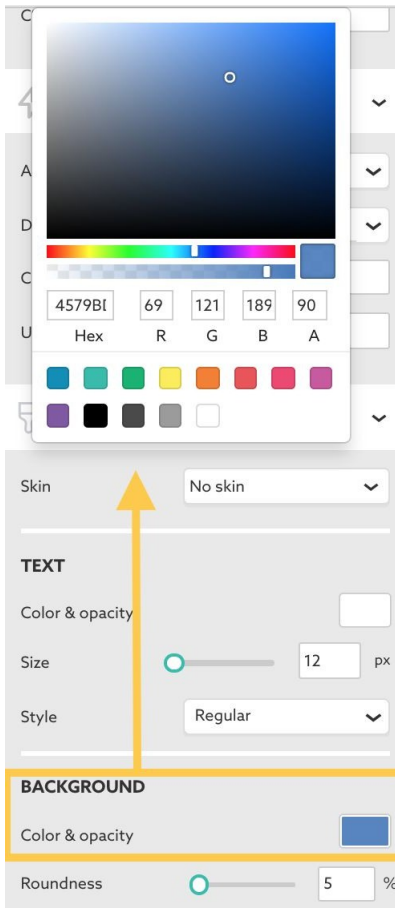 C
A
D
C
U
4579BD 69 121 189 90
Hex R G B A
Skin No skin
TEXT
Color & opacity
Size 12 px
Style Regular
BACKGROUND
Color & opacity
Roundness 5 %